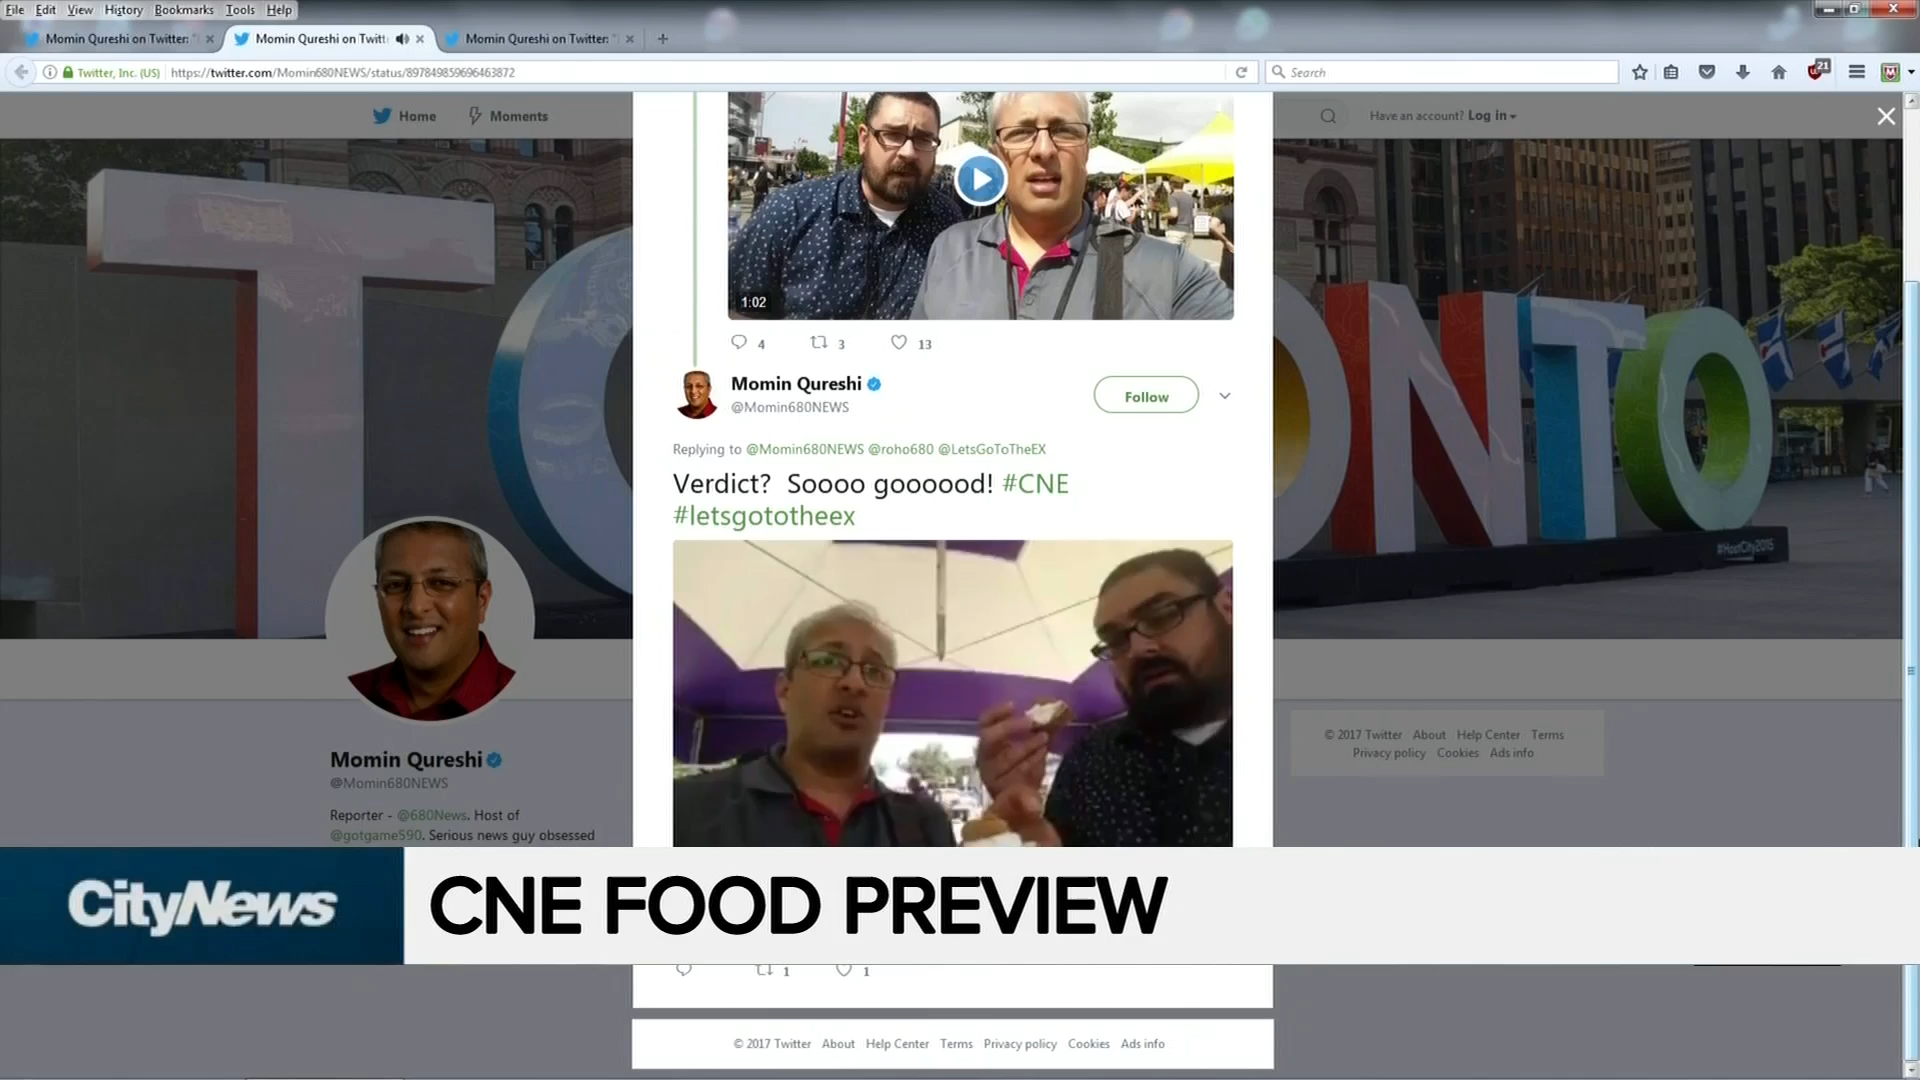 File Edit View History Bookmarks Tools Help
Momin Qureshi on Twitter: "
Momin Qureshi on Twitt
Momin Qureshi on Twitter: "
Twitter, Inc. (US)
https://twitter.com/Momin680NEWS/status/897849859696463872
Search
21
Home
Moments
Have an account? Log in
1:02
4
3
13
Momin Qureshi
@Momin680NEWS
Follow
Replying to @Momin680NEWS @roho680 @LetsGoToTheEX
Verdict? Soooo goooood! #CNE
#letsgototheex
TO
ONTO
#HostCity2015
Momin Qureshi
@Momin680NEWS
Reporter - @680News. Host of
@gotgame590. Serious news guy obsessed
© 2017 Twitter About Help Center Terms
Privacy policy Cookies Ads info
CityNews
CNE FOOD PREVIEW
1
1
© 2017 Twitter About Help Center Terms Privacy policy Cookies Ads info